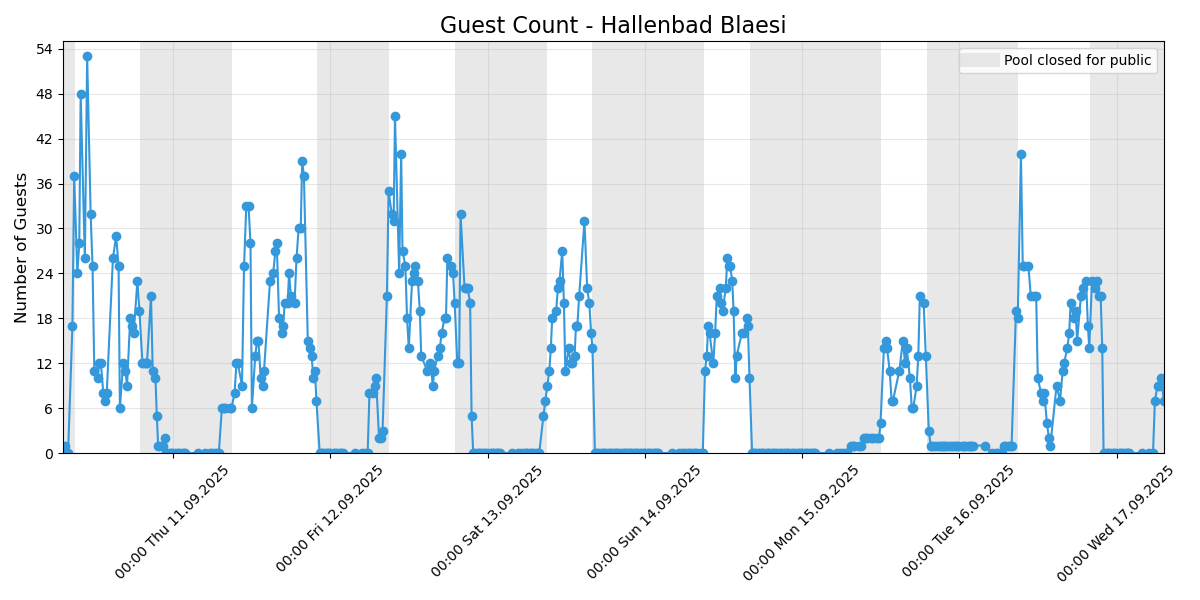 Guest Count - Hallenbad Blaesi
Pool closed for public
Number of Guests
54
48
42
36
30
24
18
12
6
0
00:00 Thu 11.09.2025
00:00 Fri 12.09.2025
00:00 Sat 13.09.2025
00:00 Sun 14.09.2025
00:00 Mon 15.09.2025
00:00 Tue 16.09.2025
00:00 Wed 17.09.2025